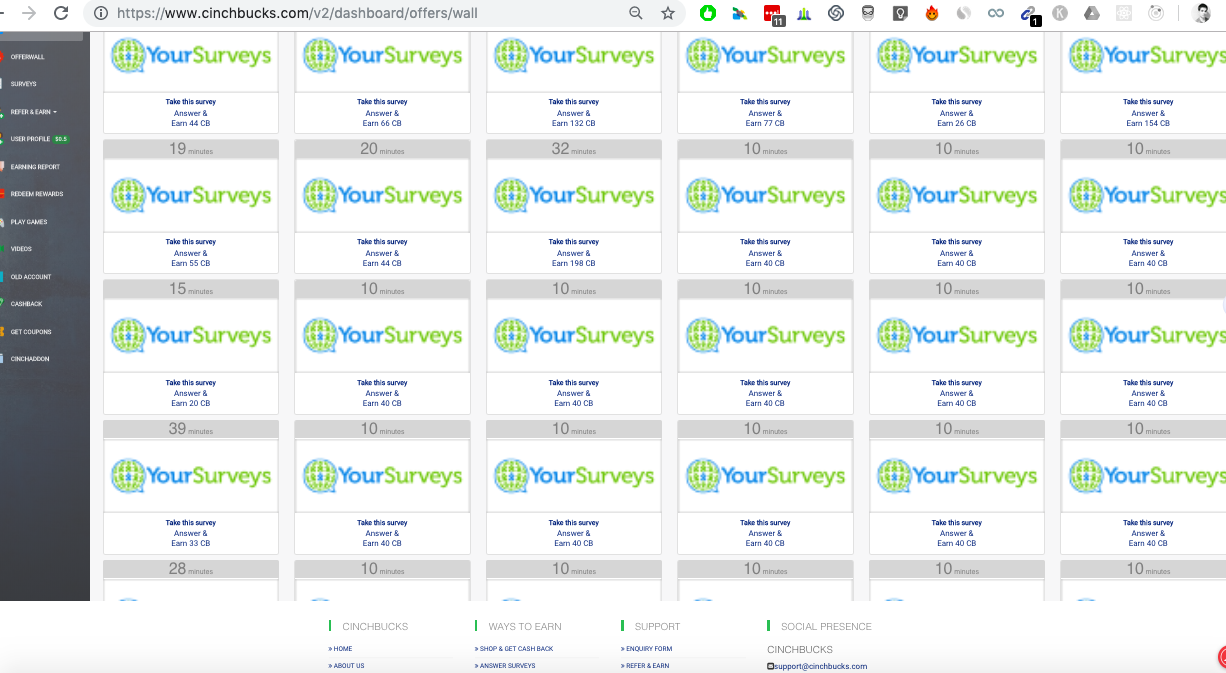 https://www.cinchbucks.com/v2/dashboard/offers/wall
11
1
OFFERWALL
SURVEYS
REFER & EARN
USER PROFILE $0.5
EARNING REPORT
REDEEM REWARDS
PLAY GAMES
VIDEOS
OLD ACCOUNT
CASHBACK
GET COUPONS
CINCHADDON
YourSurveys YourSurveys YourSurveys YourSurveys YourSurveys YourSurveys
Take this survey Take this survey Take this survey Take this survey Take this survey Take this survey
Answer & Answer & Answer & Answer & Answer & Answer &
Earn 44 CB Earn 66 CB Earn 132 CB Earn 77 CB Earn 26 CB Earn 154 CB
19 minutes 20 minutes 32 minutes 10 minutes 10 minutes 10 minutes
YourSurveys YourSurveys YourSurveys YourSurveys YourSurveys YourSurveys
Take this survey Take this survey Take this survey Take this survey Take this survey Take this survey
Answer & Answer & Answer & Answer & Answer & Answer &
Earn 55 CB Earn 44 CB Earn 198 CB Earn 40 CB Earn 40 CB Earn 40 CB
15 minutes 10 minutes 10 minutes 10 minutes 10 minutes 10 minutes
YourSurveys YourSurveys YourSurveys YourSurveys YourSurveys YourSurveys
Take this survey Take this survey Take this survey Take this survey Take this survey Take this survey
Answer & Answer & Answer & Answer & Answer & Answer &
Earn 20 CB Earn 40 CB Earn 40 CB Earn 40 CB Earn 40 CB Earn 40 CB
39 minutes 10 minutes 10 minutes 10 minutes 10 minutes 10 minutes
YourSurveys YourSurveys YourSurveys YourSurveys YourSurveys YourSurveys
Take this survey Take this survey Take this survey Take this survey Take this survey Take this survey
Answer & Answer & Answer & Answer & Answer & Answer &
Earn 33 CB Earn 40 CB Earn 40 CB Earn 40 CB Earn 40 CB Earn 40 CB
28 minutes 10 minutes 10 minutes 10 minutes 10 minutes 10 minutes
CINCHBUCKS
» HOME
» ABOUT US
WAYS TO EARN
» SHOP & GET CASH BACK
» ANSWER SURVEYS
SUPPORT
» ENQUIRY FORM
» REFER & EARN
SOCIAL PRESENCE
CINCHBUCKS
support@cinchbucks.com